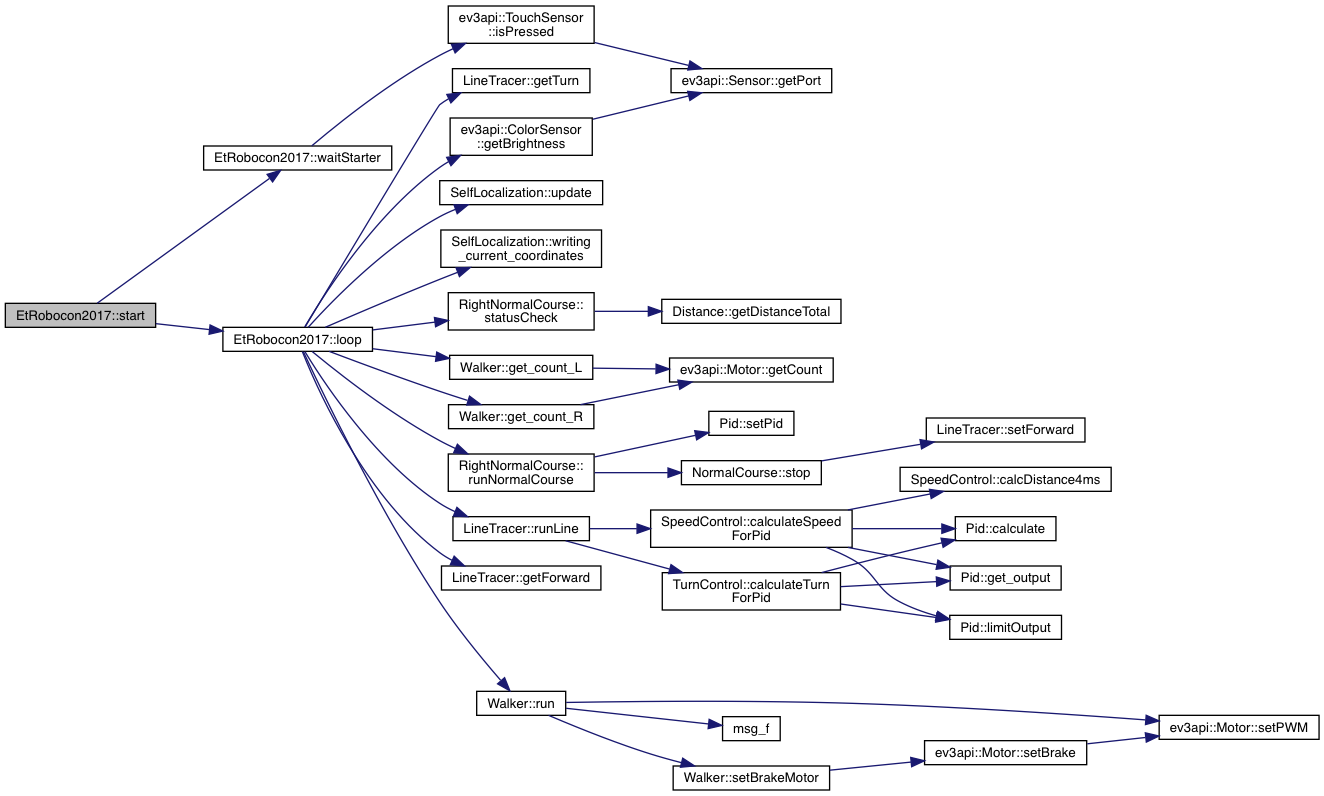 ev3api::TouchSensor
::isPressed
LineTracer::getTurn
ev3api::Sensor::getPort
ev3api::ColorSensor
::getBrightness
EtRobocon2017::waitStarter
SelfLocalization::update
SelfLocalization::writing
_current_coordinates
EtRobocon2017::start
RightNormalCourse::
statusCheck
Distance::getDistanceTotal
EtRobocon2017::loop
Walker::get_count_L
ev3api::Motor::getCount
Walker::get_count_R
Pid::setPid
LineTracer::setForward
RightNormalCourse::
runNormalCourse
NormalCourse::stop
SpeedControl::calcDistance4ms
LineTracer::runLine
SpeedControl::calculateSpeed
ForPid
Pid::calculate
LineTracer::getForward
TurnControl::calculateTurn
ForPid
Pid::get_output
Pid::limitOutput
Walker::run
msg_f
ev3api::Motor::setPWM
ev3api::Motor::setBrake
Walker::setBrakeMotor